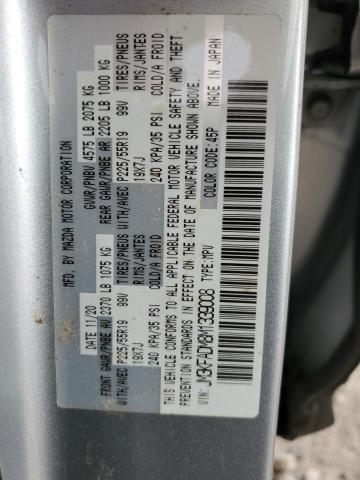 MFD. BY MAZDA MOTOR CORPORATION
DATE 11/20 GVWR/PNBV 4575 LB 2075 KG
FRONT GAWR/PNBE AV 2370 LB 1075 KG REAR GAWR/PNBE AR 2205 LB 1000 KG
WITH/AVEC P225/55R19 99V TIRES/PNEUS WITH/AVEC P225/55R19 99V TIRES/PNEUS
19X7J RIMS/JANTES 19X7J RIMS/JANTES
240 KPA/35 PSI COLD/A FROID 240 KPA/35 PSI COLD/A FROID
THIS VEHICLE CONFORMS TO ALL APPLICABLE FEDERAL MOTOR VEHICLE SAFETY AND THEFT
PREVENTION STANDARDS IN EFFECT ON THE DATE OF MANUFACTURE SHOWN ABOVE.
TYPE: MPV COLOR CODE: 45P MADE IN JAPAN